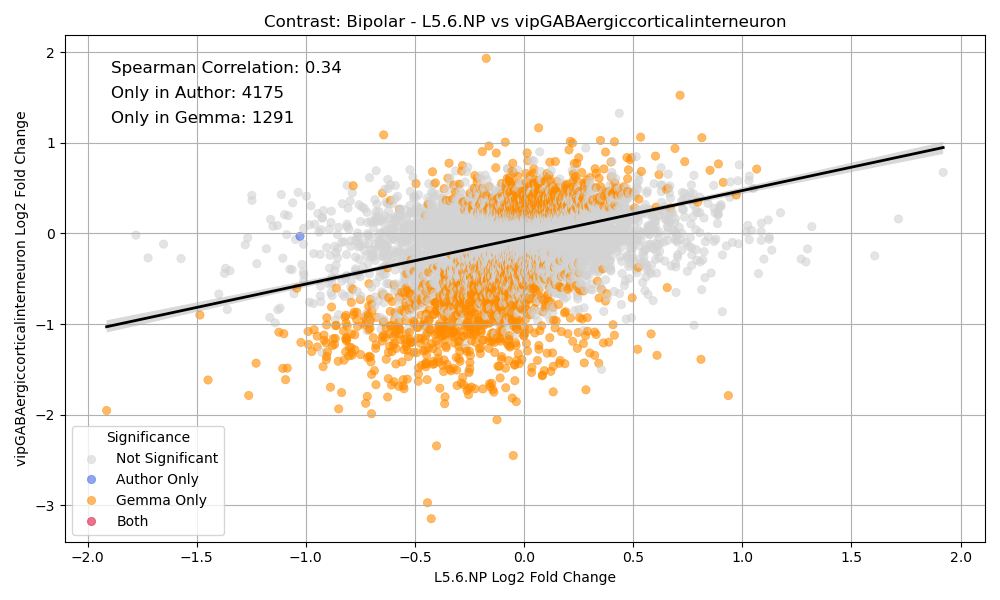 Contrast: Bipolar - L5.6.NP vs vipGABAergiccorticalinterneuron
Spearman Correlation: 0.34
Only in Author: 4175
Only in Gemma: 1291
vipGABAergiccorticalinterneuron Log2 Fold Change
2
1
0
−1
−2
−3
Significance
Not Significant
Author Only
Gemma Only
Both
−2.0 −1.5 −1.0 −0.5 0.0 0.5 1.0 1.5 2.0
L5.6.NP Log2 Fold Change